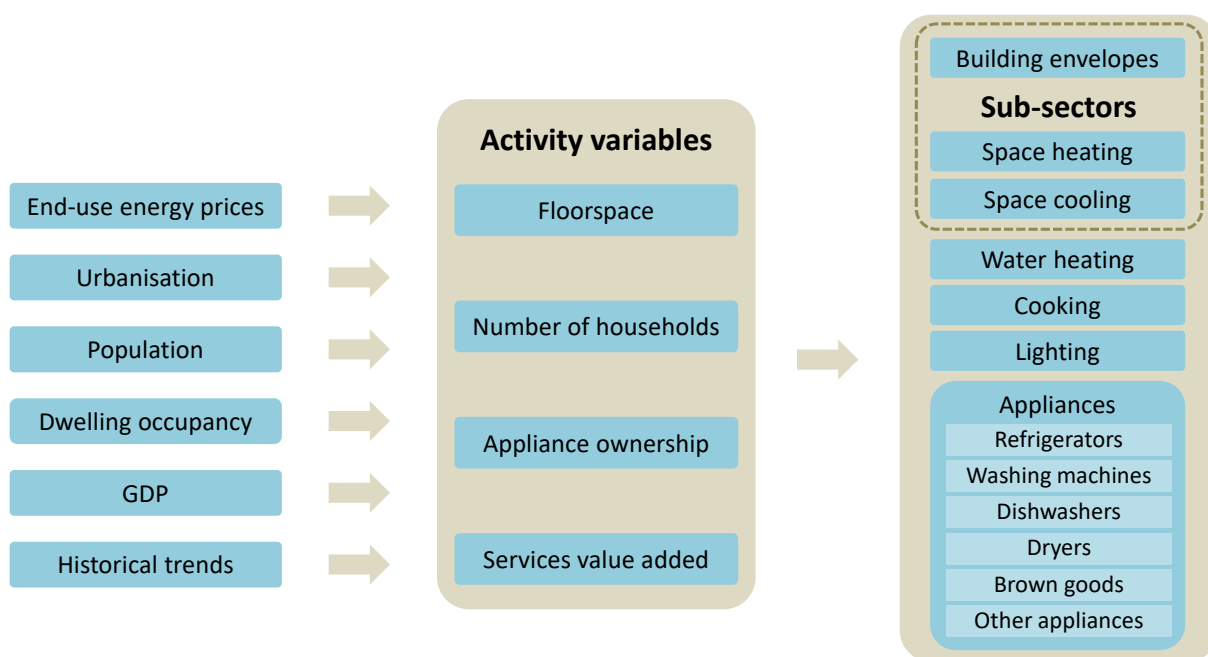 End-use energy prices
Urbanisation
Population
Dwelling occupancy
GDP
Historical trends
Activity variables
Floorspace
Number of households
Appliance ownership
Services value added
Building envelopes
Sub-sectors
Space heating
Space cooling
Water heating
Cooking
Lighting
Appliances
Refrigerators
Washing machines
Dishwashers
Dryers
Brown goods
Other appliances